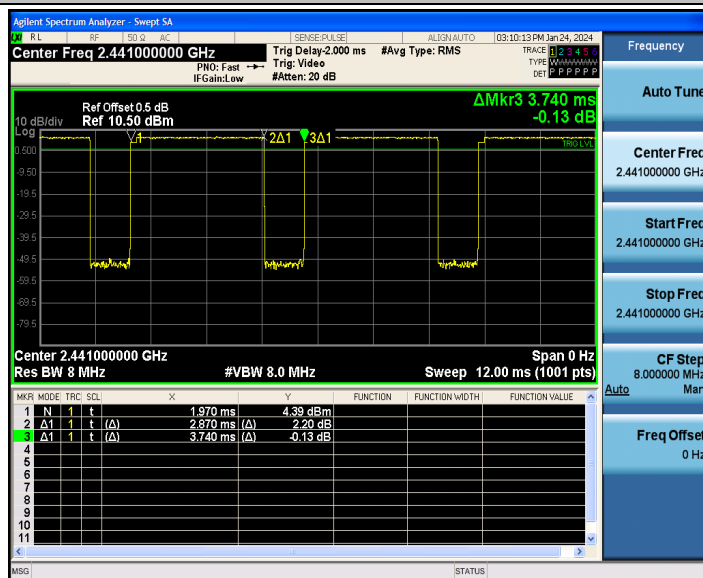 Agilent Spectrum Analyzer - Swept SA
LXI RL RF 50 Ω AC SENSE:PULSE ALIGN AUTO 03:10:13 PM Jan 24, 2024
Center Freq 2.441000000 GHz
PNO: Fast
IFGain:Low
Trig Delay-2.000 ms
Trig: Video
#Atten: 20 dB
#Avg Type: RMS
TRACE 1 2 3 4 5 6
TYPE WWWWWW
DET P P P P P P
ΔMkr3 3.740 ms
-0.13 dB
Ref Offset 0.5 dB
Ref 10.50 dBm
10 dB/div
Log
1 2Δ1 3Δ1
TRIG LVL
0.500
-9.50
-19.5
-29.5
-39.5
-49.5
-59.5
-69.5
-79.5
Center 2.441000000 GHz Span 0 Hz
Res BW 8 MHz #VBW 8.0 MHz Sweep 12.00 ms (1001 pts)
MKR MODE TRC SCL X Y FUNCTION FUNCTION WIDTH FUNCTION VALUE
1 N 1 t 1.970 ms 4.39 dBm
2 Δ1 1 t (Δ) 2.870 ms (Δ) 2.20 dB
3 Δ1 1 t (Δ) 3.740 ms (Δ) -0.13 dB
4
5
6
7
8
9
10
11
MSG STATUS
Frequency
Auto Tune
Center Freq
2.441000000 GHz
Start Freq
2.441000000 GHz
Stop Freq
2.441000000 GHz
CF Step
8.000000 MHz
Auto Man
Freq Offset
0 Hz